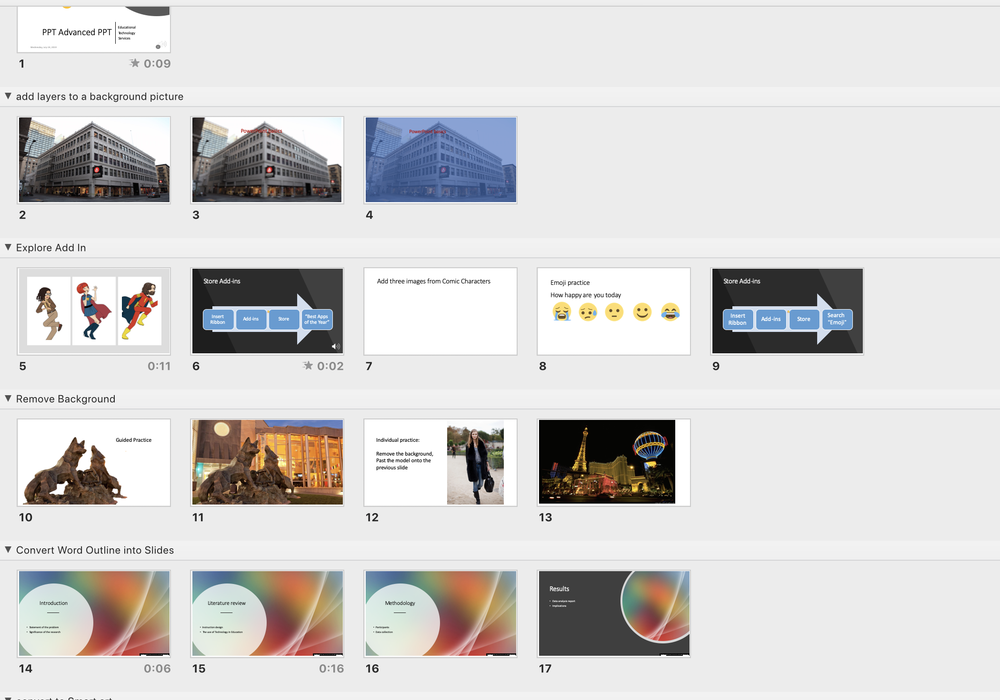 PPT Advanced PPT
Educational
Technology
Services
Wednesday, July 24, 2019
1
0:09
add layers to a background picture
PowerPoint basics
PowerPoint basics
2
3
4
Explore Add In
Store Add-ins
Insert
Ribbon
Add-ins
Store
"Best Apps
of the Year"
Add three images from Comic Characters
Emoji practice
How happy are you today
Store Add-ins
Insert
Ribbon
Add-ins
Store
Search
"Emoji"
5
0:11
6
0:02
7
8
9
Remove Background
Guided Practice
Individual practice:
Remove the background,
Past the model onto the
previous slide
10
11
12
13
Convert Word Outline into Slides
Introduction
• Statement of the problem
• Significance of the research
Literature review
• Instruction design
• The use of Technology in Education
Methodology
• Participants
• Data collection
Results
• Data analysis report
• Implications
14
0:06
15
0:16
16
17
convert to Smart art